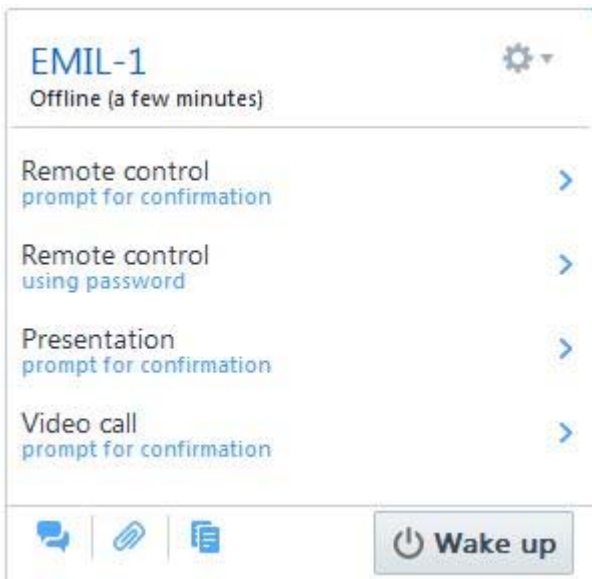 EMIL-1
Offline (a few minutes)
Remote control
prompt for confirmation
Remote control
using password
Presentation
prompt for confirmation
Video call
prompt for confirmation
Wake up